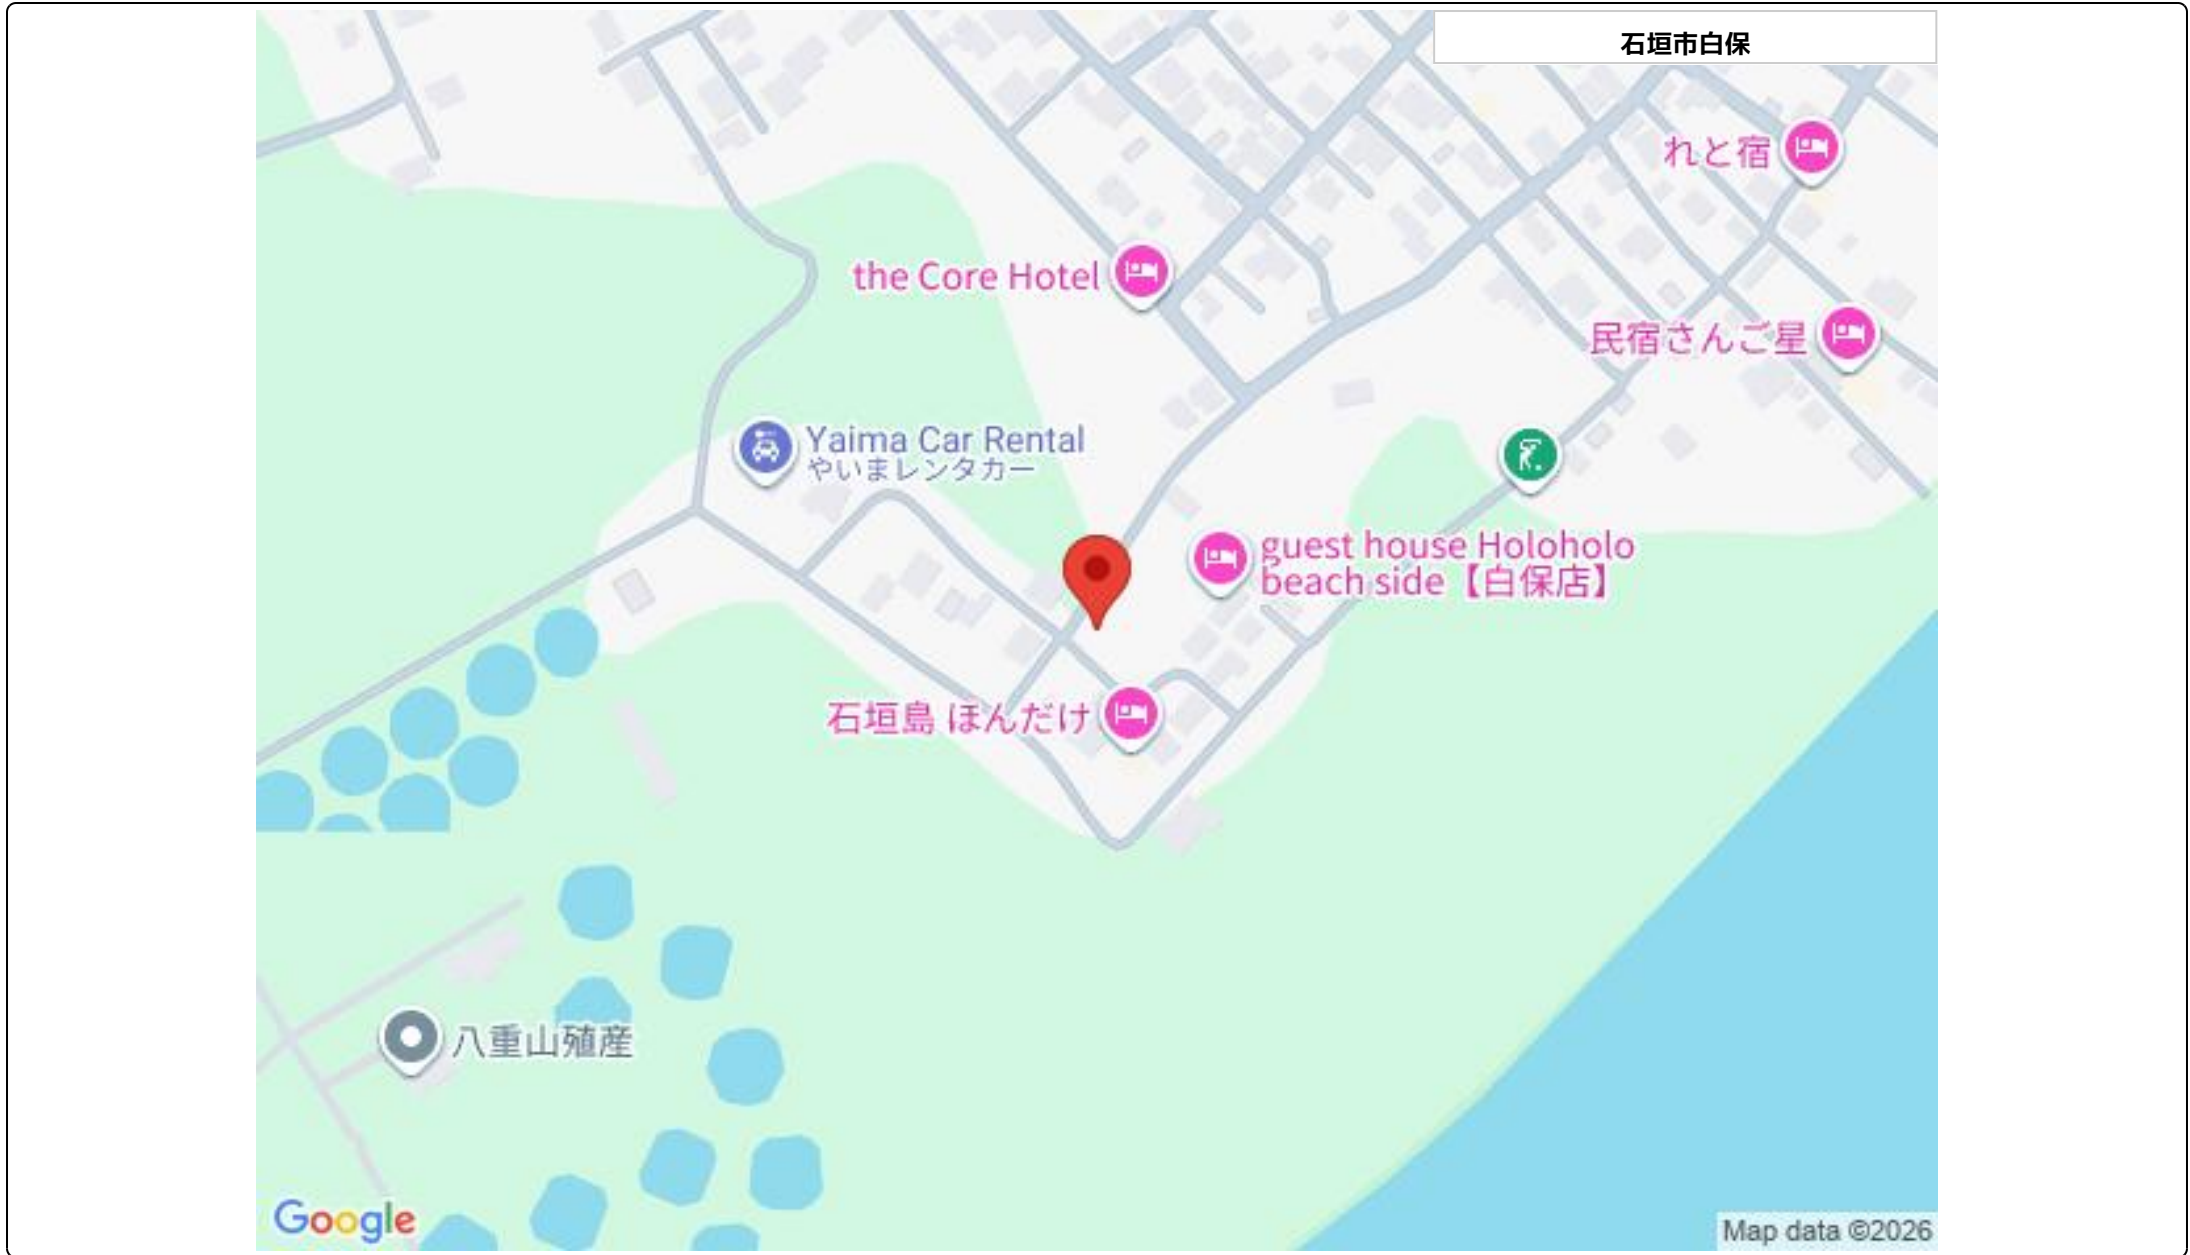 石垣市白保
れと宿
the Core Hotel
民宿さんご星
Yaima Car Rental
やいまレンタカー
guest house Holoholo
beach side【白保店】
石垣島 ほんだけ
八重山殖産
Google
Map data ©2026